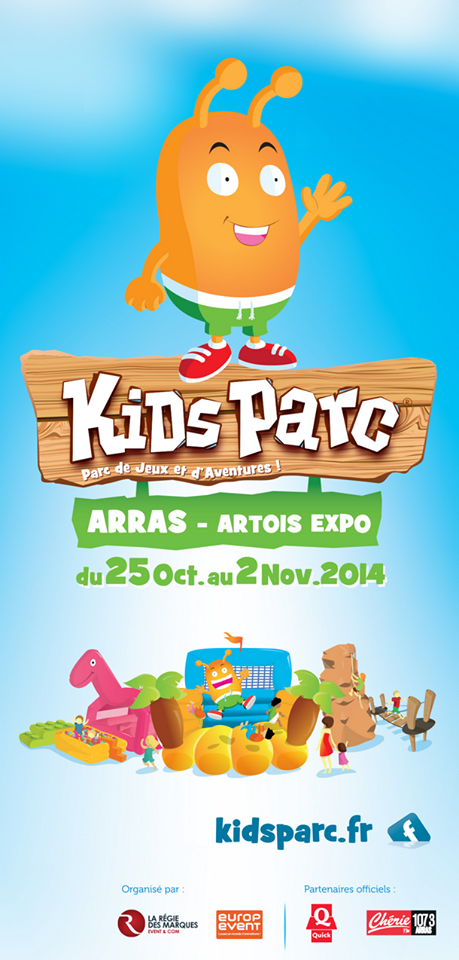 Kids Parc®
Parc de Jeux et d'Aventures !
ARRAS - ARTOIS EXPO
du 25 Oct. au 2 Nov. 2014
kidsparc.fr f
Organisé par :
Partenaires officiels :
R LA RÉGIE
DES MARQUES
EVENT & COM
europ
event
Q
Quick
Chérie
FM
107.3
ARRAS